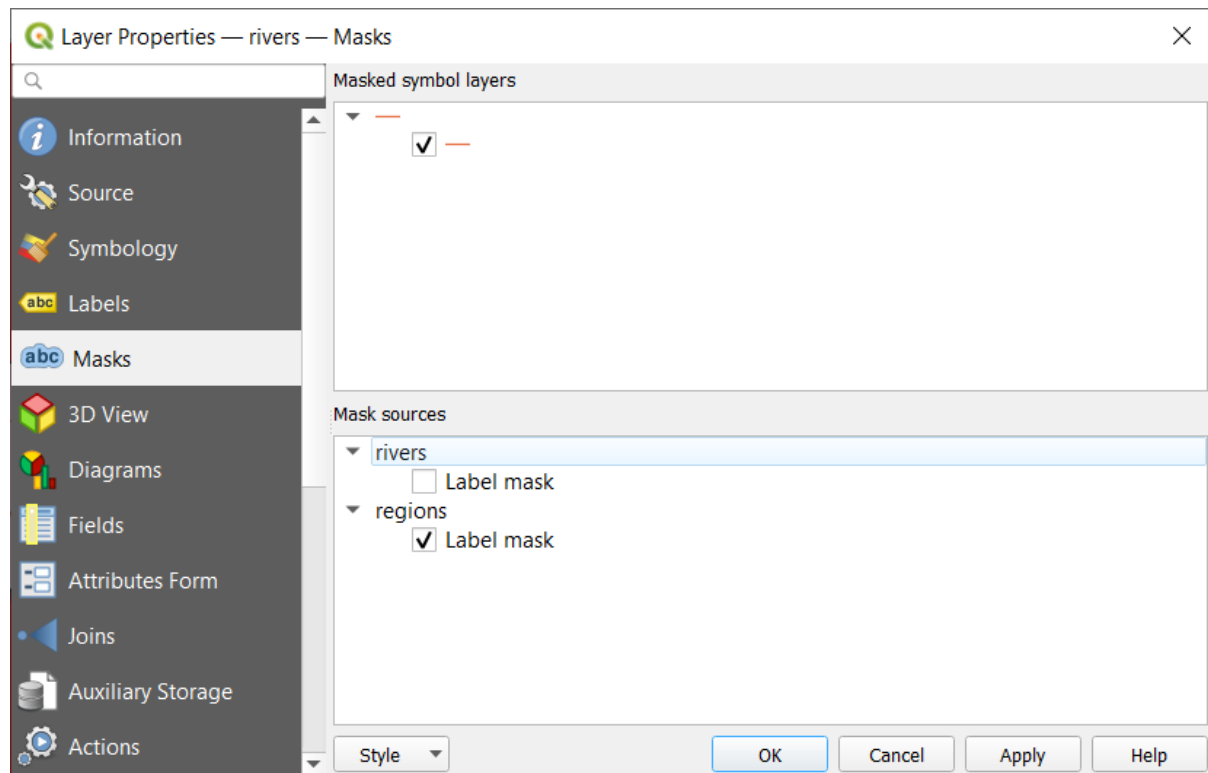 Layer Properties — rivers — Masks
Information
Source
Symbology
abc Labels
abc Masks
3D View
Diagrams
Fields
Attributes Form
Joins
Auxiliary Storage
Actions
Masked symbol layers
Mask sources
rivers
Label mask
regions
Label mask
Style
OK
Cancel
Apply
Help